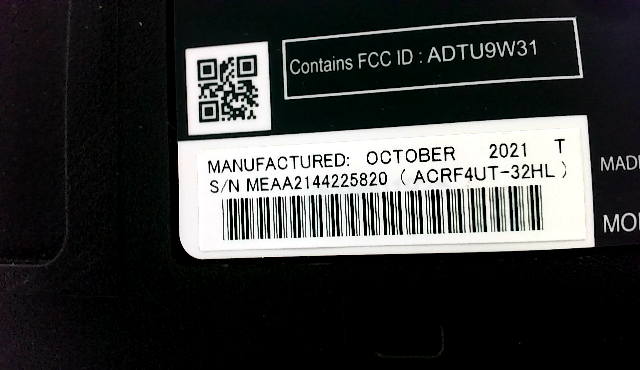 Contains FCC ID : ADTU9W31
MANUFACTURED: OCTOBER 2021 T
S/N MEAA2144225820 ( ACRF4UT-32HL )